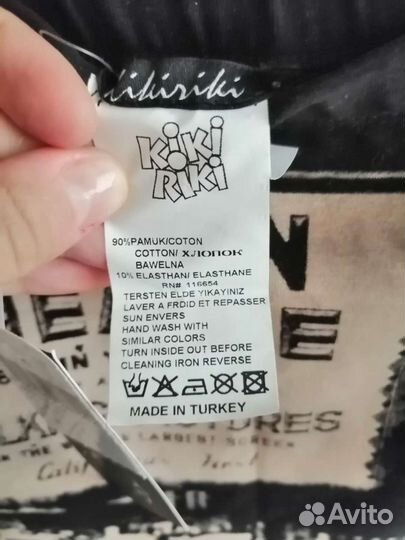 kikiriki
KiKi
RiKi
90%PAMUK/COTON
COTTON/ ХЛОПОК
BAWELNA
10% ELASTHAN/ ELASTHANE
RN# 116654
TERSTEN ELDE YIKAYINIZ
LAVER A FRDID ET REPASSER
SUN ENVERS
HAND WASH WITH
SIMILAR COLORS
TURN INSIDE OUT BEFORE
CLEANING IRON REVERSE
MADE IN TURKEY
LARGEST SCREEN
Avito